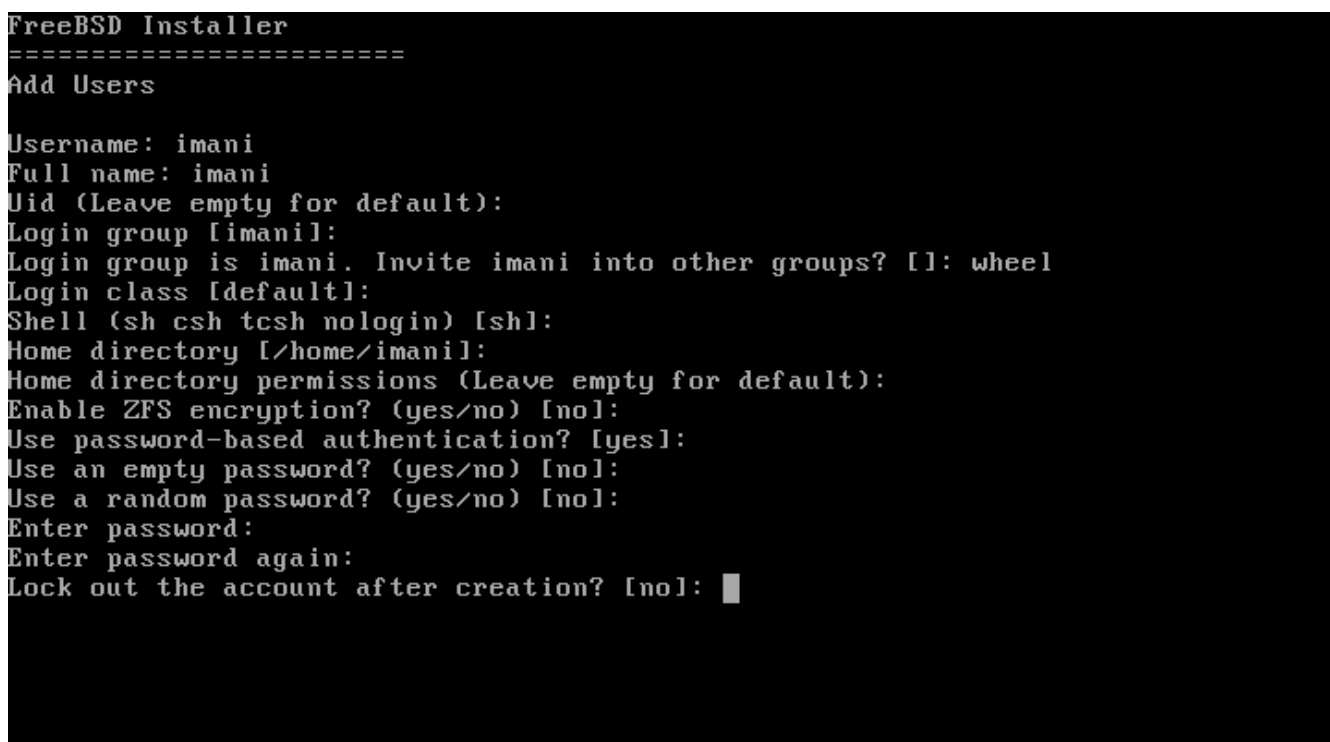 FreeBSD Installer
========================
Add Users
Username: imani
Full name: imani
Uid (Leave empty for default):
Login group [imani]:
Login group is imani. Invite imani into other groups? []: wheel
Login class [default]:
Shell (sh csh tcsh nologin) [sh]:
Home directory [/home/imani]:
Home directory permissions (Leave empty for default):
Enable ZFS encryption? (yes/no) [no]:
Use password-based authentication? [yes]:
Use an empty password? (yes/no) [no]:
Use a random password? (yes/no) [no]:
Enter password:
Enter password again:
Lock out the account after creation? [no]: